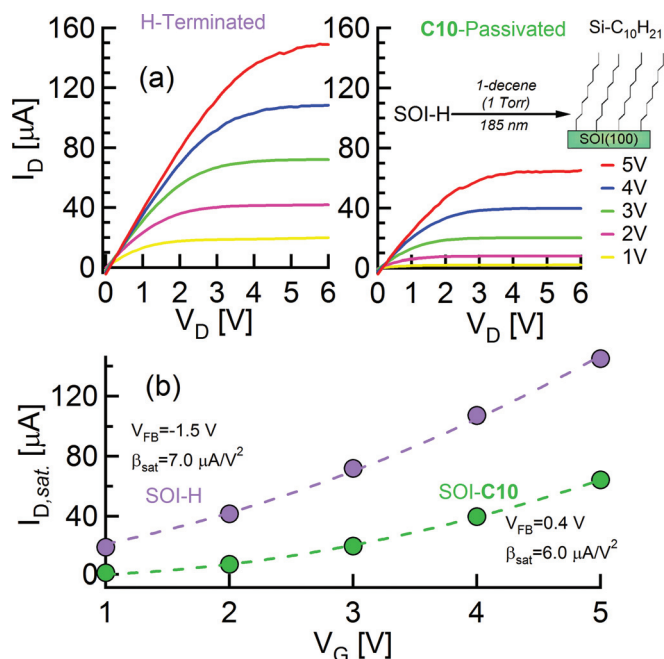 H-Terminated
C10-Passivated
Si-C10H21
160
120
80
40
0
(a)
I_D [µA]
0 1 2 3 4 5 6
V_D [V]
160
120
80
40
0
SOI-H
1-decene
(1 Torr)
185 nm
SOI(100)
5V
4V
3V
2V
1V
0 1 2 3 4 5 6
V_D [V]
(b)
I_D,sat. [µA]
120
80
40
0
V_FB=-1.5 V
β_sat=7.0 µA/V²
SOI-H
SOI-C10
V_FB=0.4 V
β_sat=6.0 µA/V²
1 2 3 4 5
V_G [V]